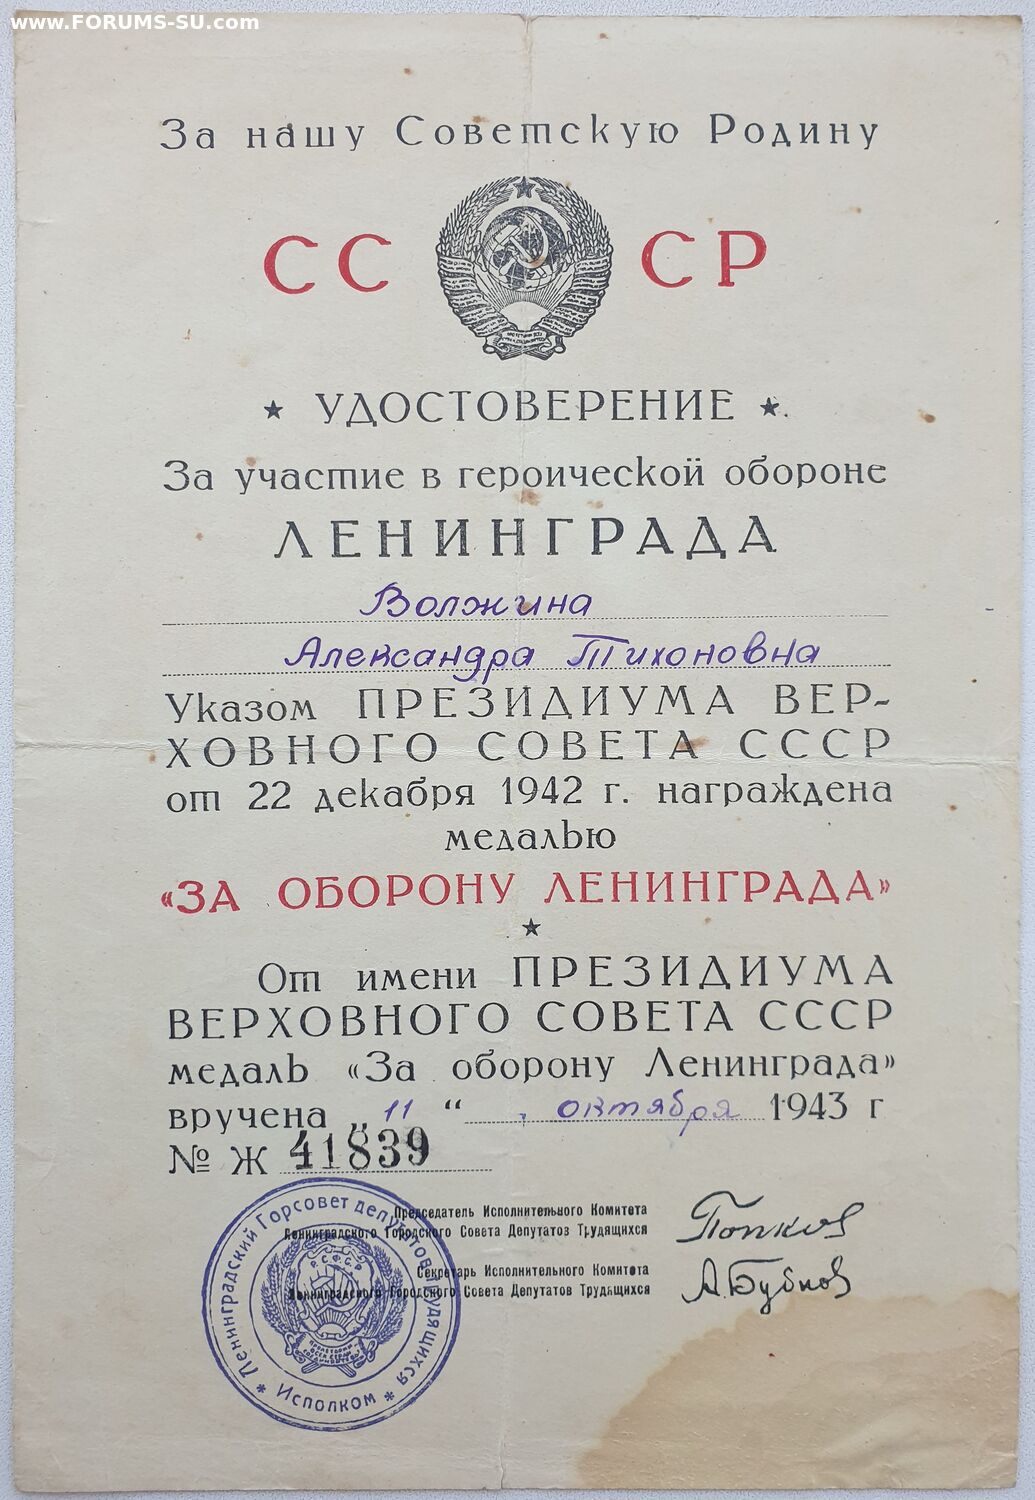 www.FORUMS-SU.com
За нашу Советскую Родину
СС СР
★ УДОСТОВЕРЕНИЕ ★
За участие в героической обороне
ЛЕНИНГРАДА
Волжина
Александра Тихоновна
Указом ПРЕЗИДИУМА ВЕР-
ХОВНОГО СОВЕТА СССР
от 22 декабря 1942 г. награждена
медалью
«ЗА ОБОРОНУ ЛЕНИНГРАДА»
★
От имени ПРЕЗИДИУМА
ВЕРХОВНОГО СОВЕТА СССР
медаль «За оборону Ленинграда»
вручена „11“ октября 1943 г
№ Ж 41839
Председатель Исполнительного Комитета
Ленинградского Городского Совета Депутатов Трудящихся
Попков
Секретарь Исполнительного Комитета
Ленинградского Городского Совета Депутатов Трудящихся
А.Бубнов
Ленинградский Горсовет депутатов трудящихся
* Исполком *
Р.С.Ф.С.Р.